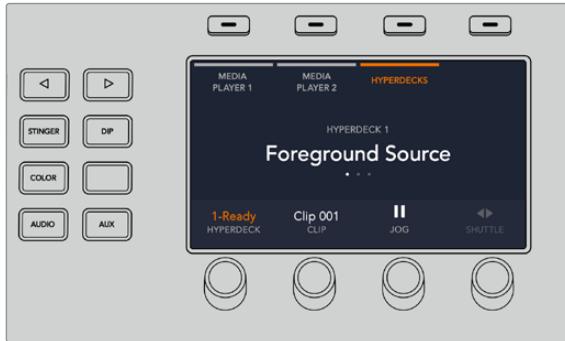 MEDIA
PLAYER 1
MEDIA
PLAYER 2
HYPERDECKS
STINGER
DIP
COLOR
AUDIO
AUX
HYPERDECK 1
Foreground Source
1-Ready
HYPERDECK
Clip 001
CLIP
JOG
SHUTTLE